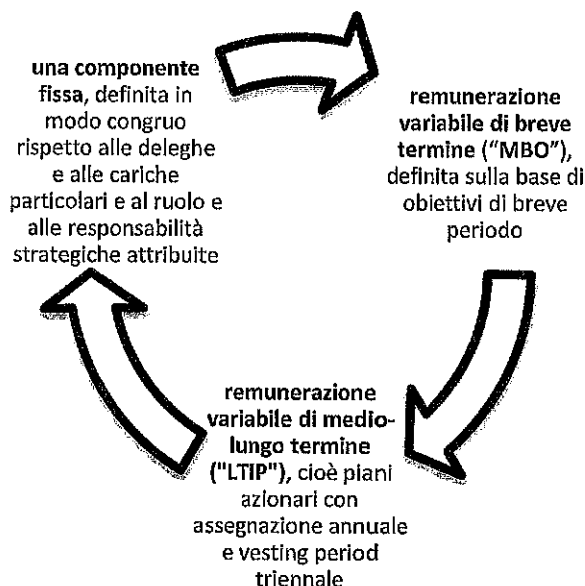 una componente
fissa, definita in
modo congruo
rispetto alle deleghe
e alle cariche
particolari e al ruolo e
alle responsabilità
strategiche attribuite
remunerazione
variabile di breve
termine ("MBO"),
definita sulla base di
obiettivi di breve
periodo
remunerazione
variabile di medio-
lungo termine
("LTIP"), cioè piani
azionari con
assegnazione annuale
e vesting period
triennale